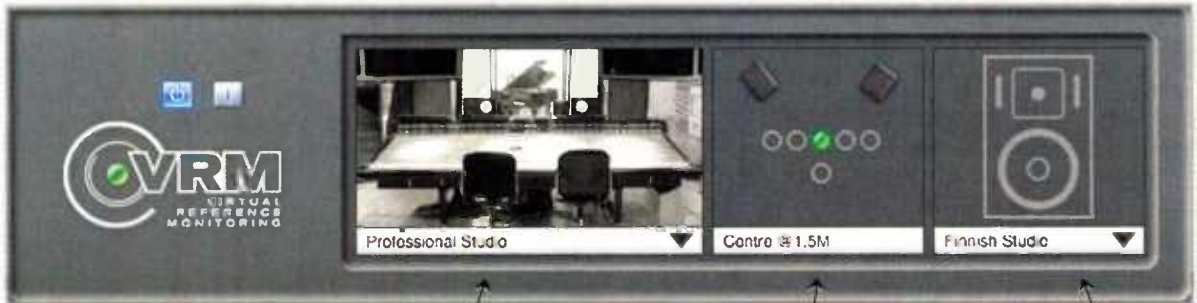 VRM
VIRTUAL
REFERENCE
MONITORING
Professional Studio
Centre @ 1.5M
Finnish Studio